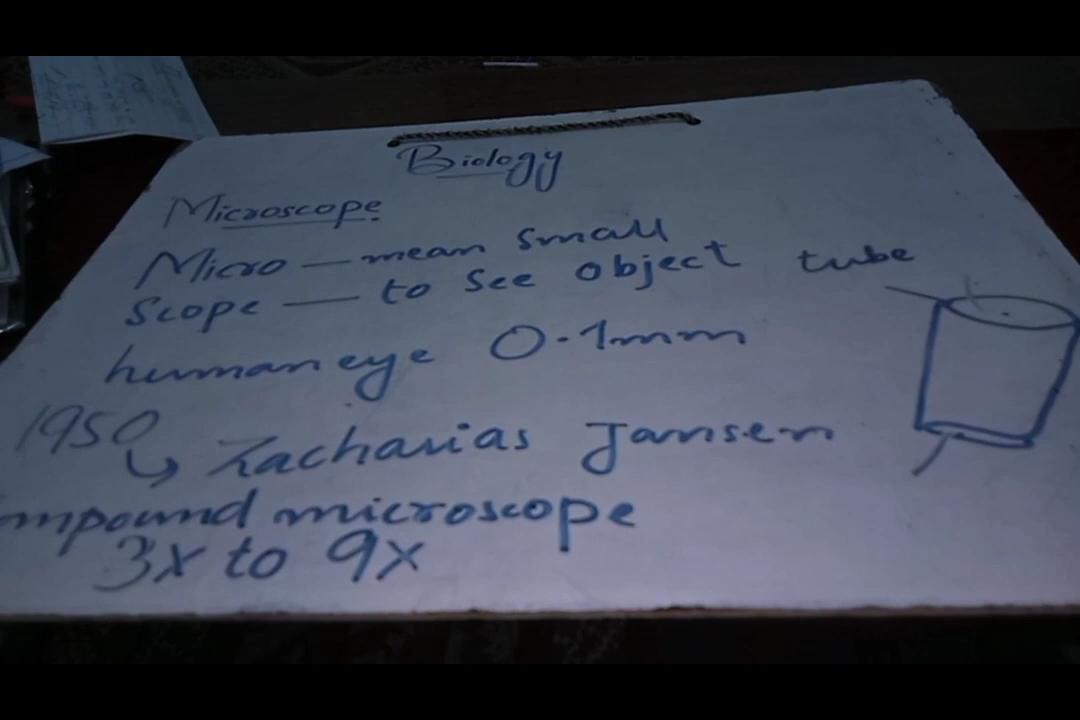 Biology
Microscope
Micro — mean small
Scope — to see object
tube
human eye 0.1mm
1950
Zacharias Jansen
ompound microscope
3x to 9x